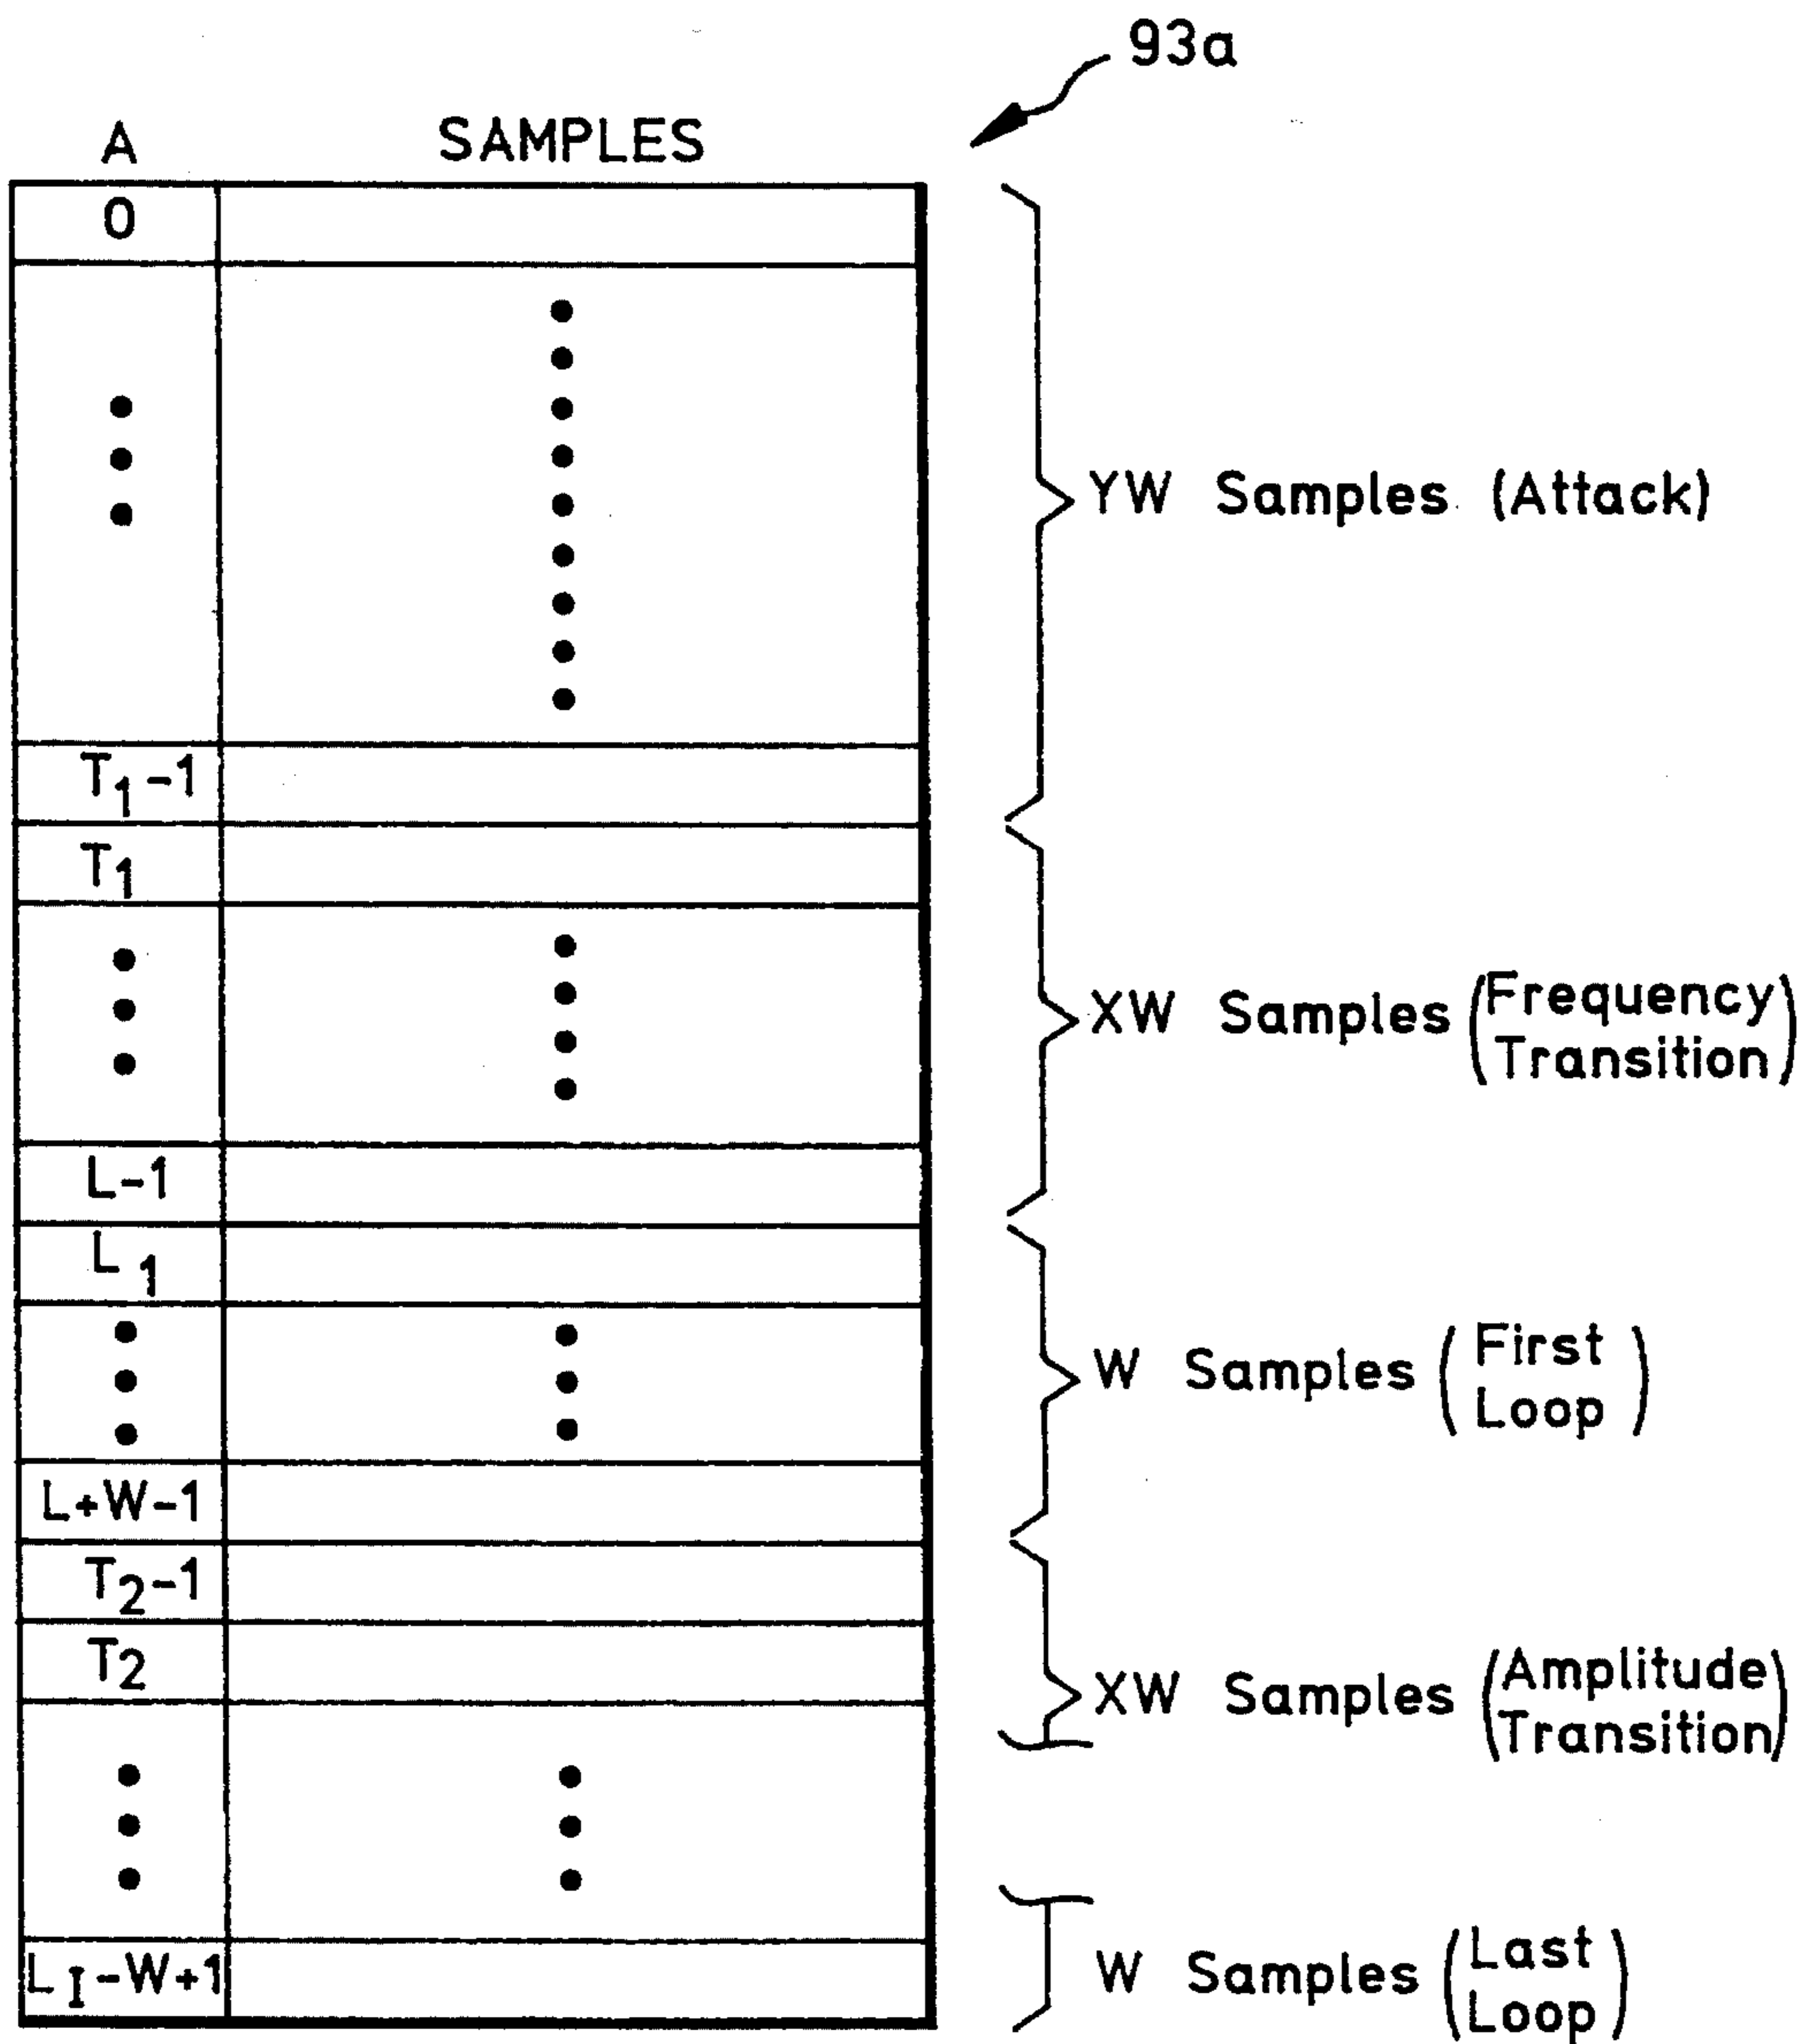 93a
A SAMPLES
0
YW Samples (Attack)
T1-1
T1
XW Samples (Frequency Transition)
L-1
L1
W Samples (First Loop)
L+W-1
T2-1
T2
XW Samples (Amplitude Transition)
LI-W+1
W Samples (Last Loop)